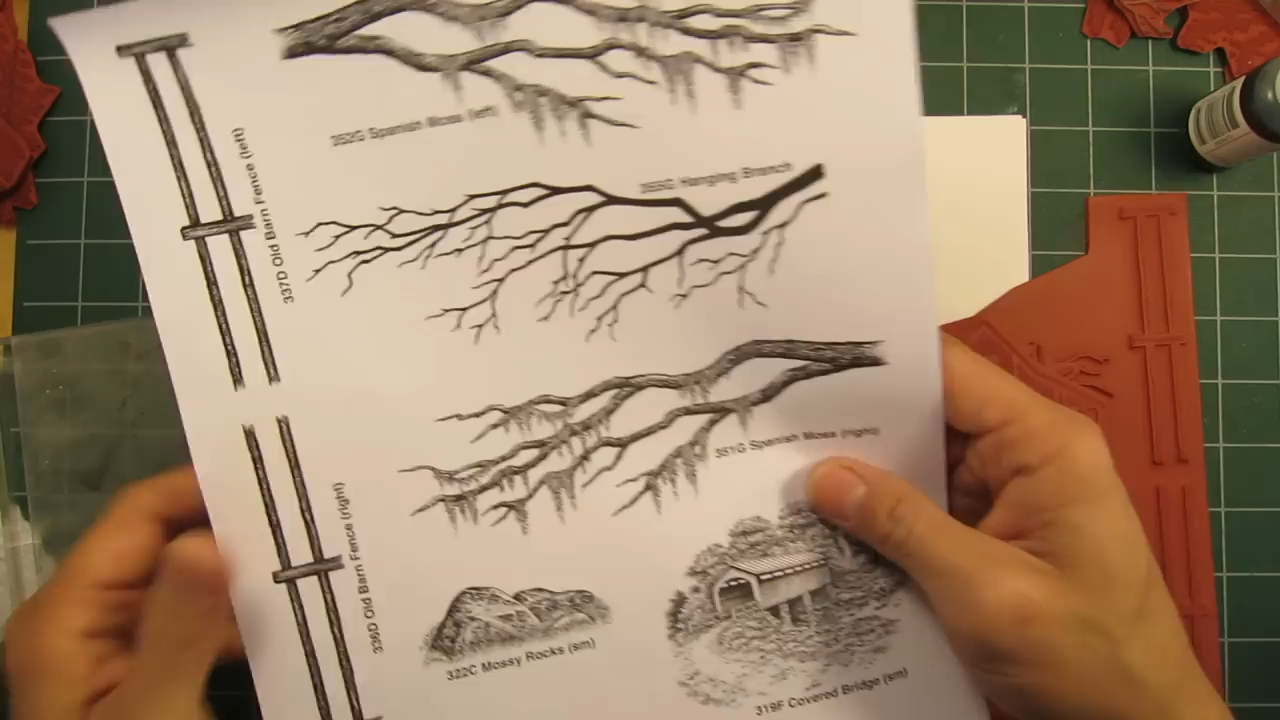 352G Spanish Moss (left)
337D Old Barn Fence (left)
355G Hanging Branch
351G Spanish Moss (right)
336D Old Barn Fence (right)
322C Mossy Rocks (sm)
319F Covered Bridge (sm)